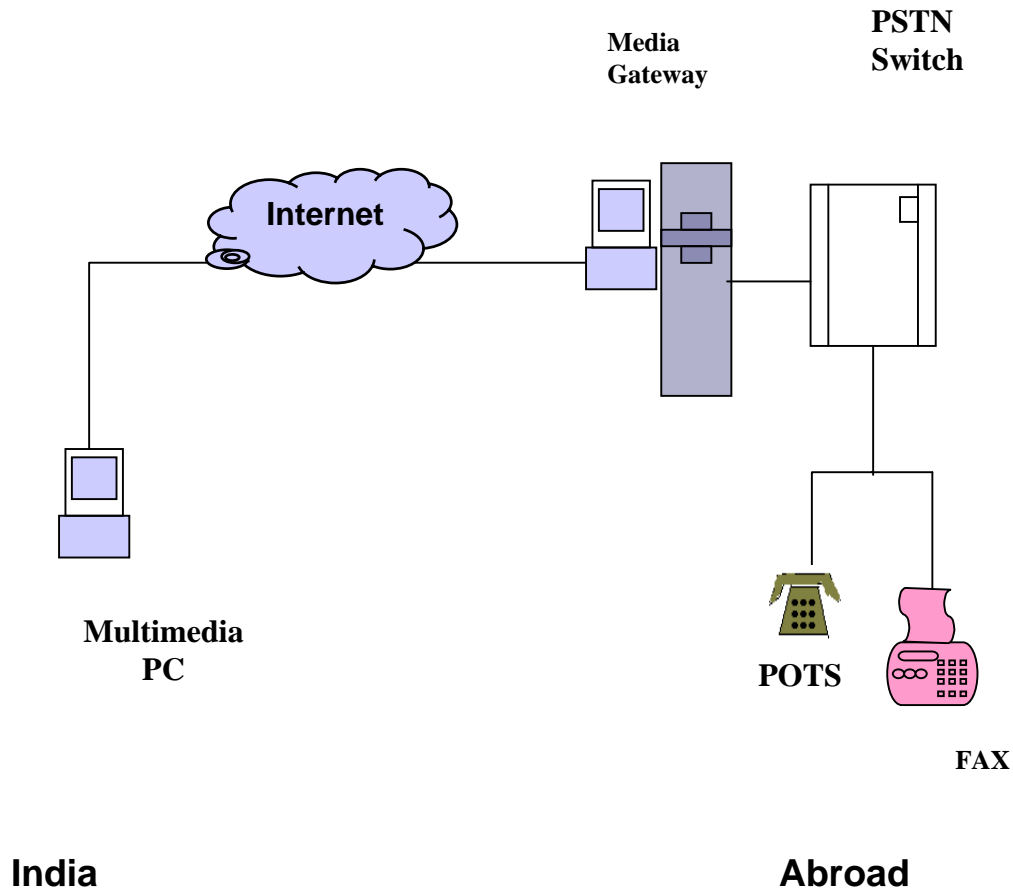 PSTN
Switch
Media
Gateway
Internet
Multimedia
PC
POTS
FAX
India
Abroad